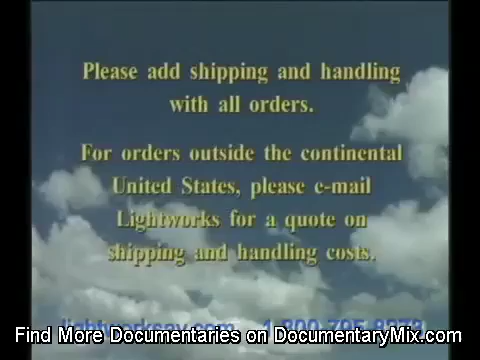 Please add shipping and handling
with all orders.
For orders outside the continental
United States, please e-mail
Lightworks for a quote on
shipping and handling costs.
Find More Documentaries on DocumentaryMix.com